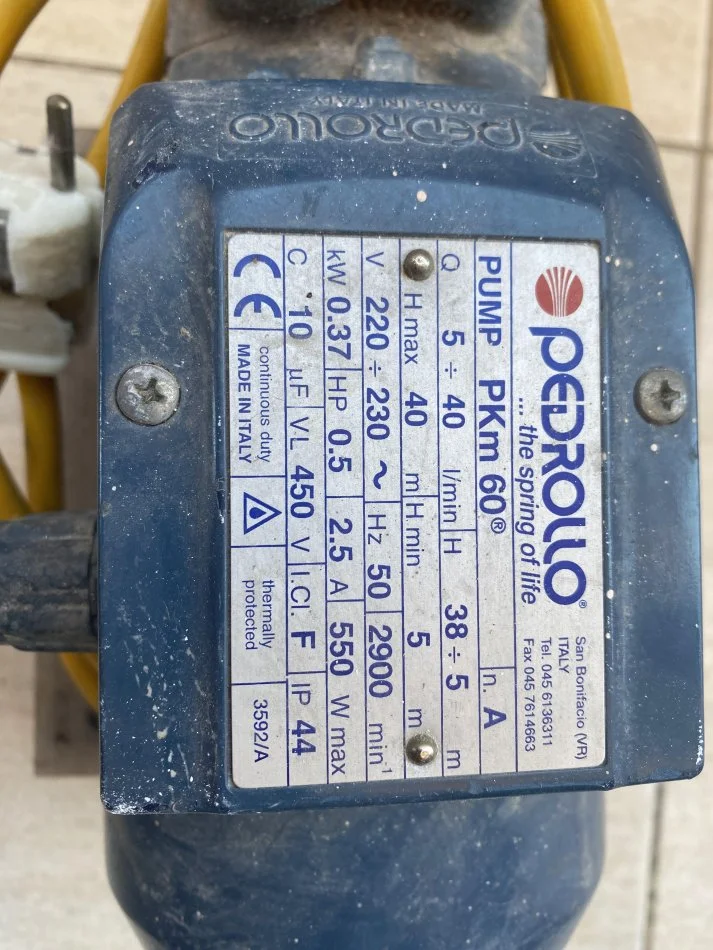 PEDROLLO
MADE IN ITALY
PEDROLLO®
... the spring of life
San Bonifacio (VR)
ITALY
Tel. 045 6136311
Fax 045 7614663
PUMP PKm 60® n. A
Q 5 ÷ 40 l/min H 38 ÷ 5 m
H max 40 m H min 5 m
V 220 ÷ 230 ~ Hz 50 2900 min-1
kW 0.37 HP 0.5 2.5 A 550 W max
C 10 µF VL 450 V I.Cl. F IP 44
CE continuous duty
MADE IN ITALY
thermally
protected
3592/A